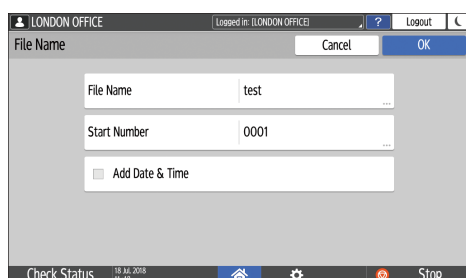 LONDON OFFICE Logged in: [LONDON OFFICE] ? Logout
File Name Cancel OK
File Name test ...
Start Number 0001 ...
Add Date & Time
Check Status 18 Jul. 2018 Stop